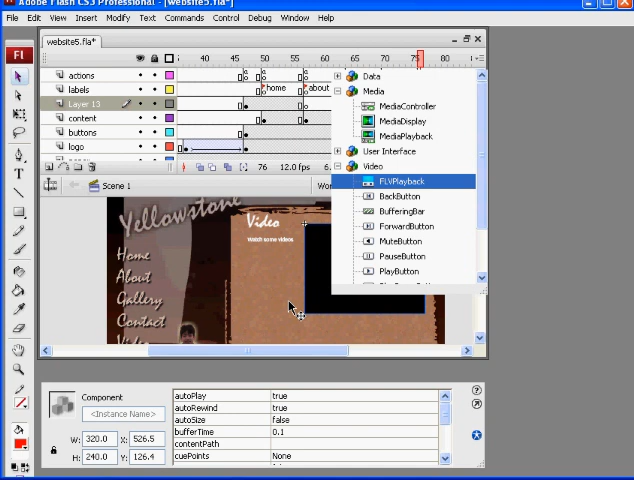 Adobe Flash CS3 Professional - [website5.fla*]
File Edit View Insert Modify Text Commands Control Debug Window Help
website5.fla*
Fl
40 45 50 55 60 65 70 75 80
actions
labels
home
about
Layer 13
content
buttons
logo
76 12.0 fps 6.
Scene 1
Wor
Data
Media
MediaController
MediaDisplay
MediaPlayback
User Interface
Video
FLVPlayback
BackButton
BufferingBar
ForwardButton
MuteButton
PauseButton
PlayButton
Yellowstone
Video
Watch some videos
Home
About
Gallery
Contact
Video
Component
<Instance Name>
W: 320.0 X: 526.5
H: 240.0 Y: 126.4
autoPlay true
autoRewind true
autoSize false
bufferTime 0.1
contentPath
cuePoints None